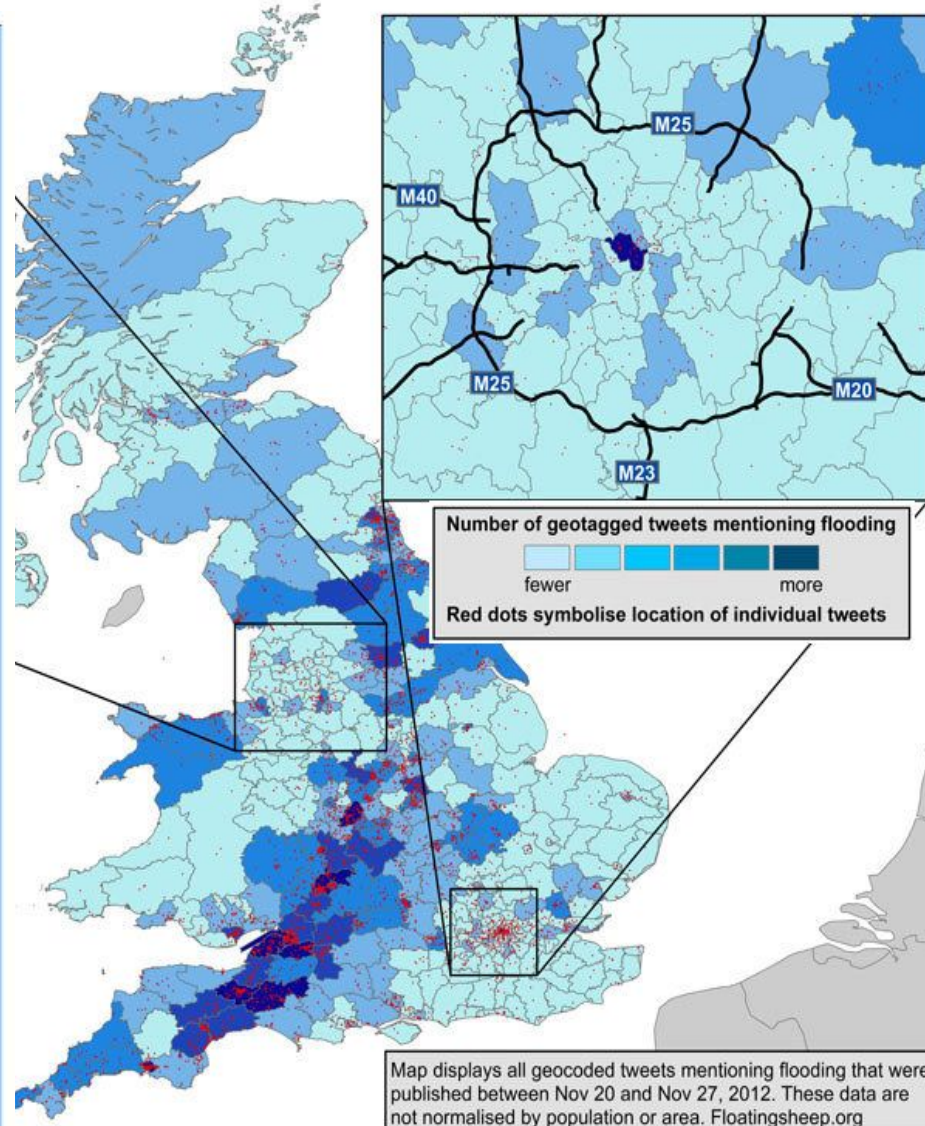 M25
M40
M25
M20
M23
Number of geotagged tweets mentioning flooding
fewer more
Red dots symbolise location of individual tweets
Map displays all geocoded tweets mentioning flooding that were
published between Nov 20 and Nov 27, 2012. These data are
not normalised by population or area. Floatingsheep.org